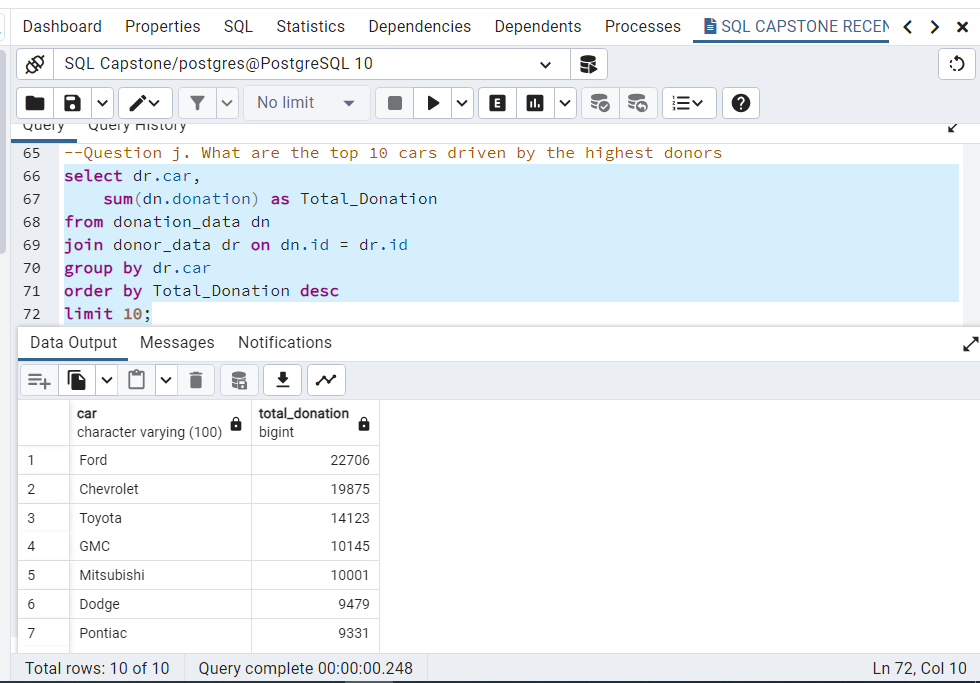 Dashboard Properties SQL Statistics Dependencies Dependents Processes SQL CAPSTONE RECEN
SQL Capstone/postgres@PostgreSQL 10
No limit E
Query Query History
65 --Question j. What are the top 10 cars driven by the highest donors
66 select dr.car,
67 sum(dn.donation) as Total_Donation
68 from donation_data dn
69 join donor_data dr on dn.id = dr.id
70 group by dr.car
71 order by Total_Donation desc
72 limit 10;
Data Output Messages Notifications
car total_donation
character varying (100) bigint
1 Ford 22706
2 Chevrolet 19875
3 Toyota 14123
4 GMC 10145
5 Mitsubishi 10001
6 Dodge 9479
7 Pontiac 9331
Total rows: 10 of 10 Query complete 00:00:00.248 Ln 72, Col 10